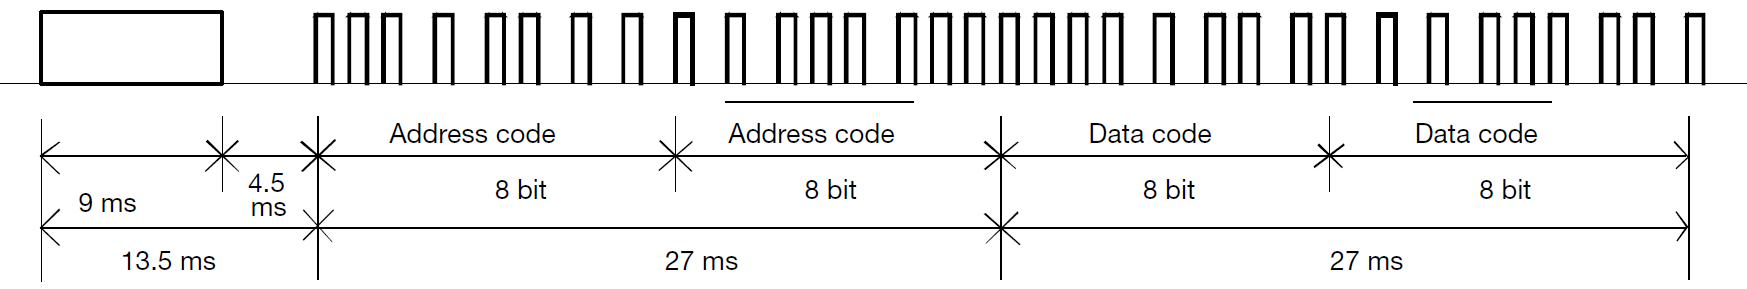 Address code
Address code
Data code
Data code
9 ms
4.5
ms
8 bit
8 bit
8 bit
8 bit
13.5 ms
27 ms
27 ms